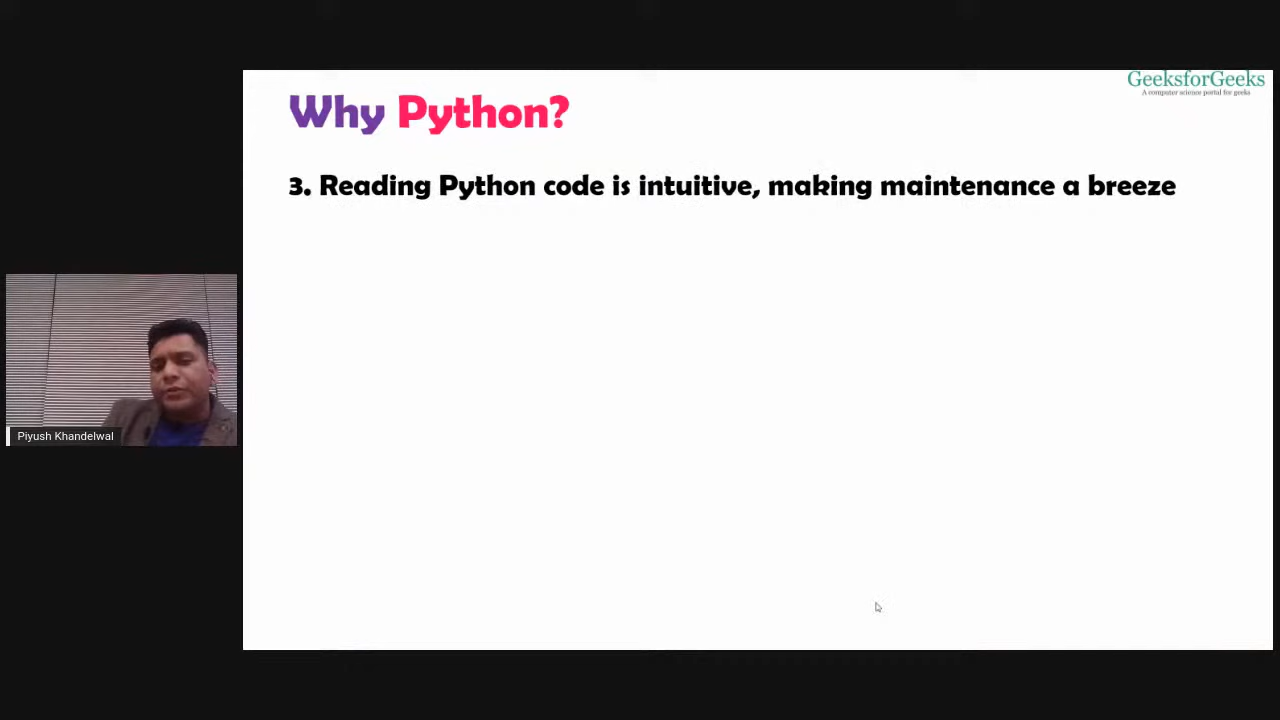 GeeksforGeeks
A computer science portal for geeks
Why Python?
3. Reading Python code is intuitive, making maintenance a breeze
Piyush Khandelwal